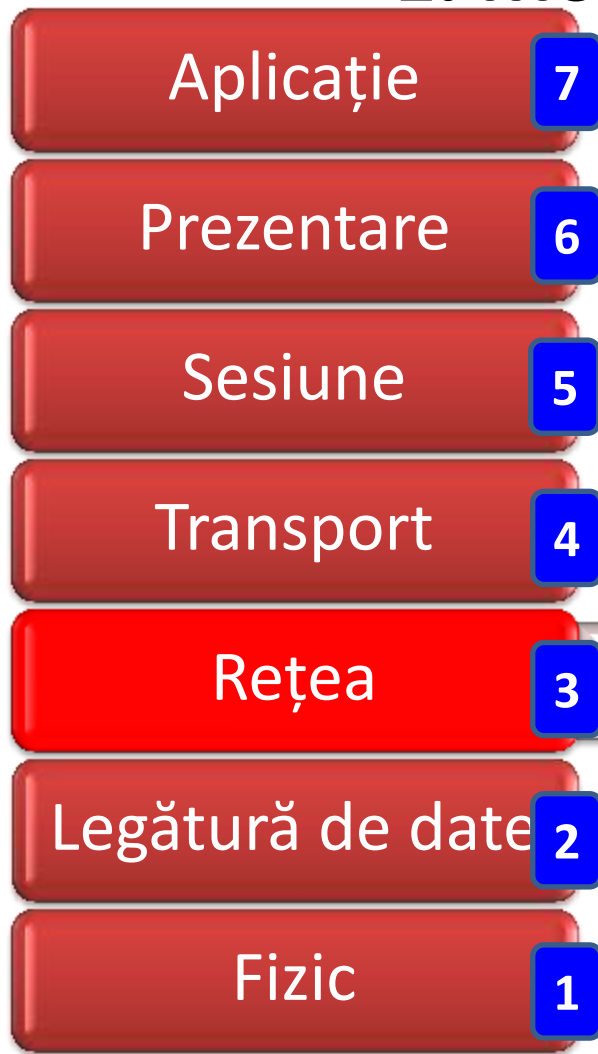 Aplicație 7
Prezentare 6
Sesiune 5
Transport 4
Rețea 3
Legătură de date 2
Fizic 1